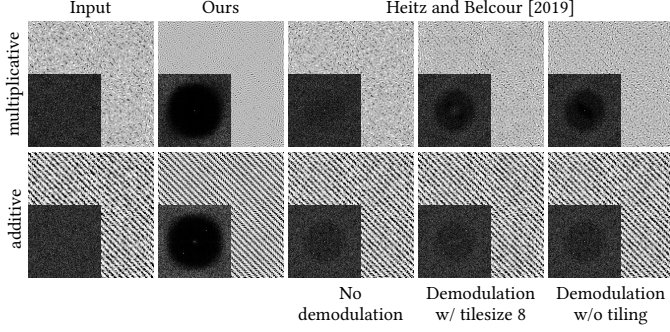 Input Ours Heitz and Belcour [2019]
multiplicative
additive
No demodulation
Demodulation w/ tilesize 8
Demodulation w/o tiling